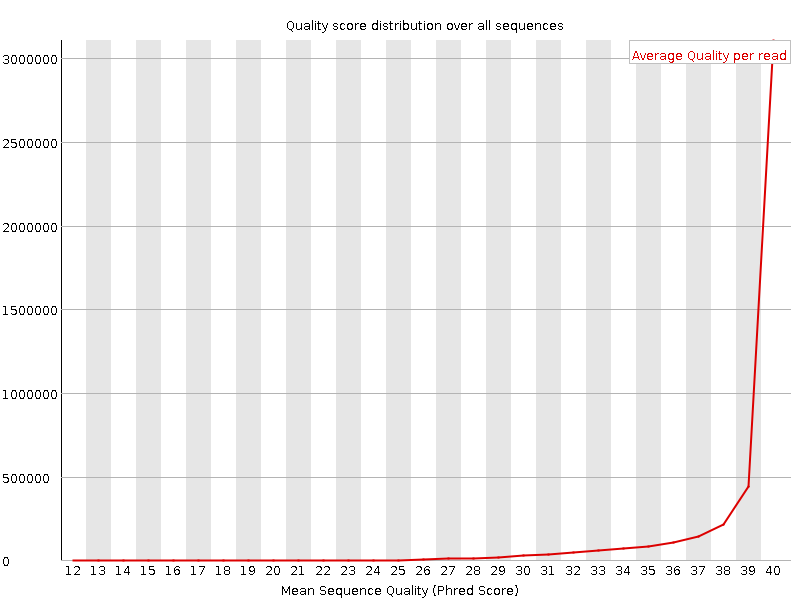 Quality score distribution over all sequences
Average Quality per read
3000000
2500000
2000000
1500000
1000000
500000
0
12 13 14 15 16 17 18 19 20 21 22 23 24 25 26 27 28 29 30 31 32 33 34 35 36 37 38 39 40
Mean Sequence Quality (Phred Score)